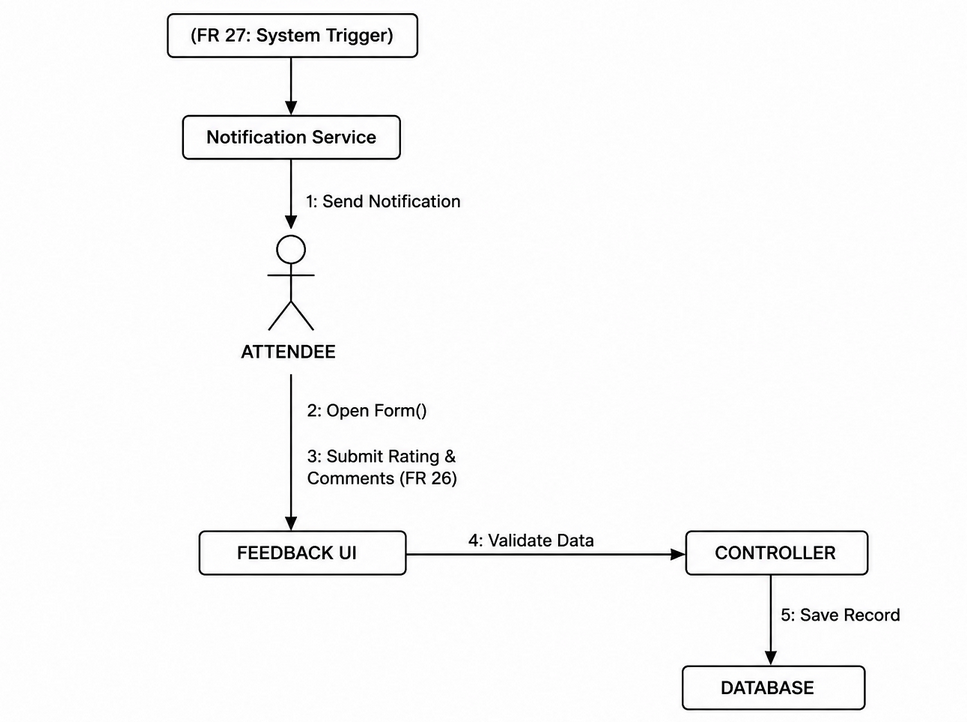 (FR 27: System Trigger)
Notification Service
1: Send Notification
ATTENDEE
2: Open Form()
3: Submit Rating &
Comments (FR 26)
FEEDBACK UI
4: Validate Data
CONTROLLER
5: Save Record
DATABASE